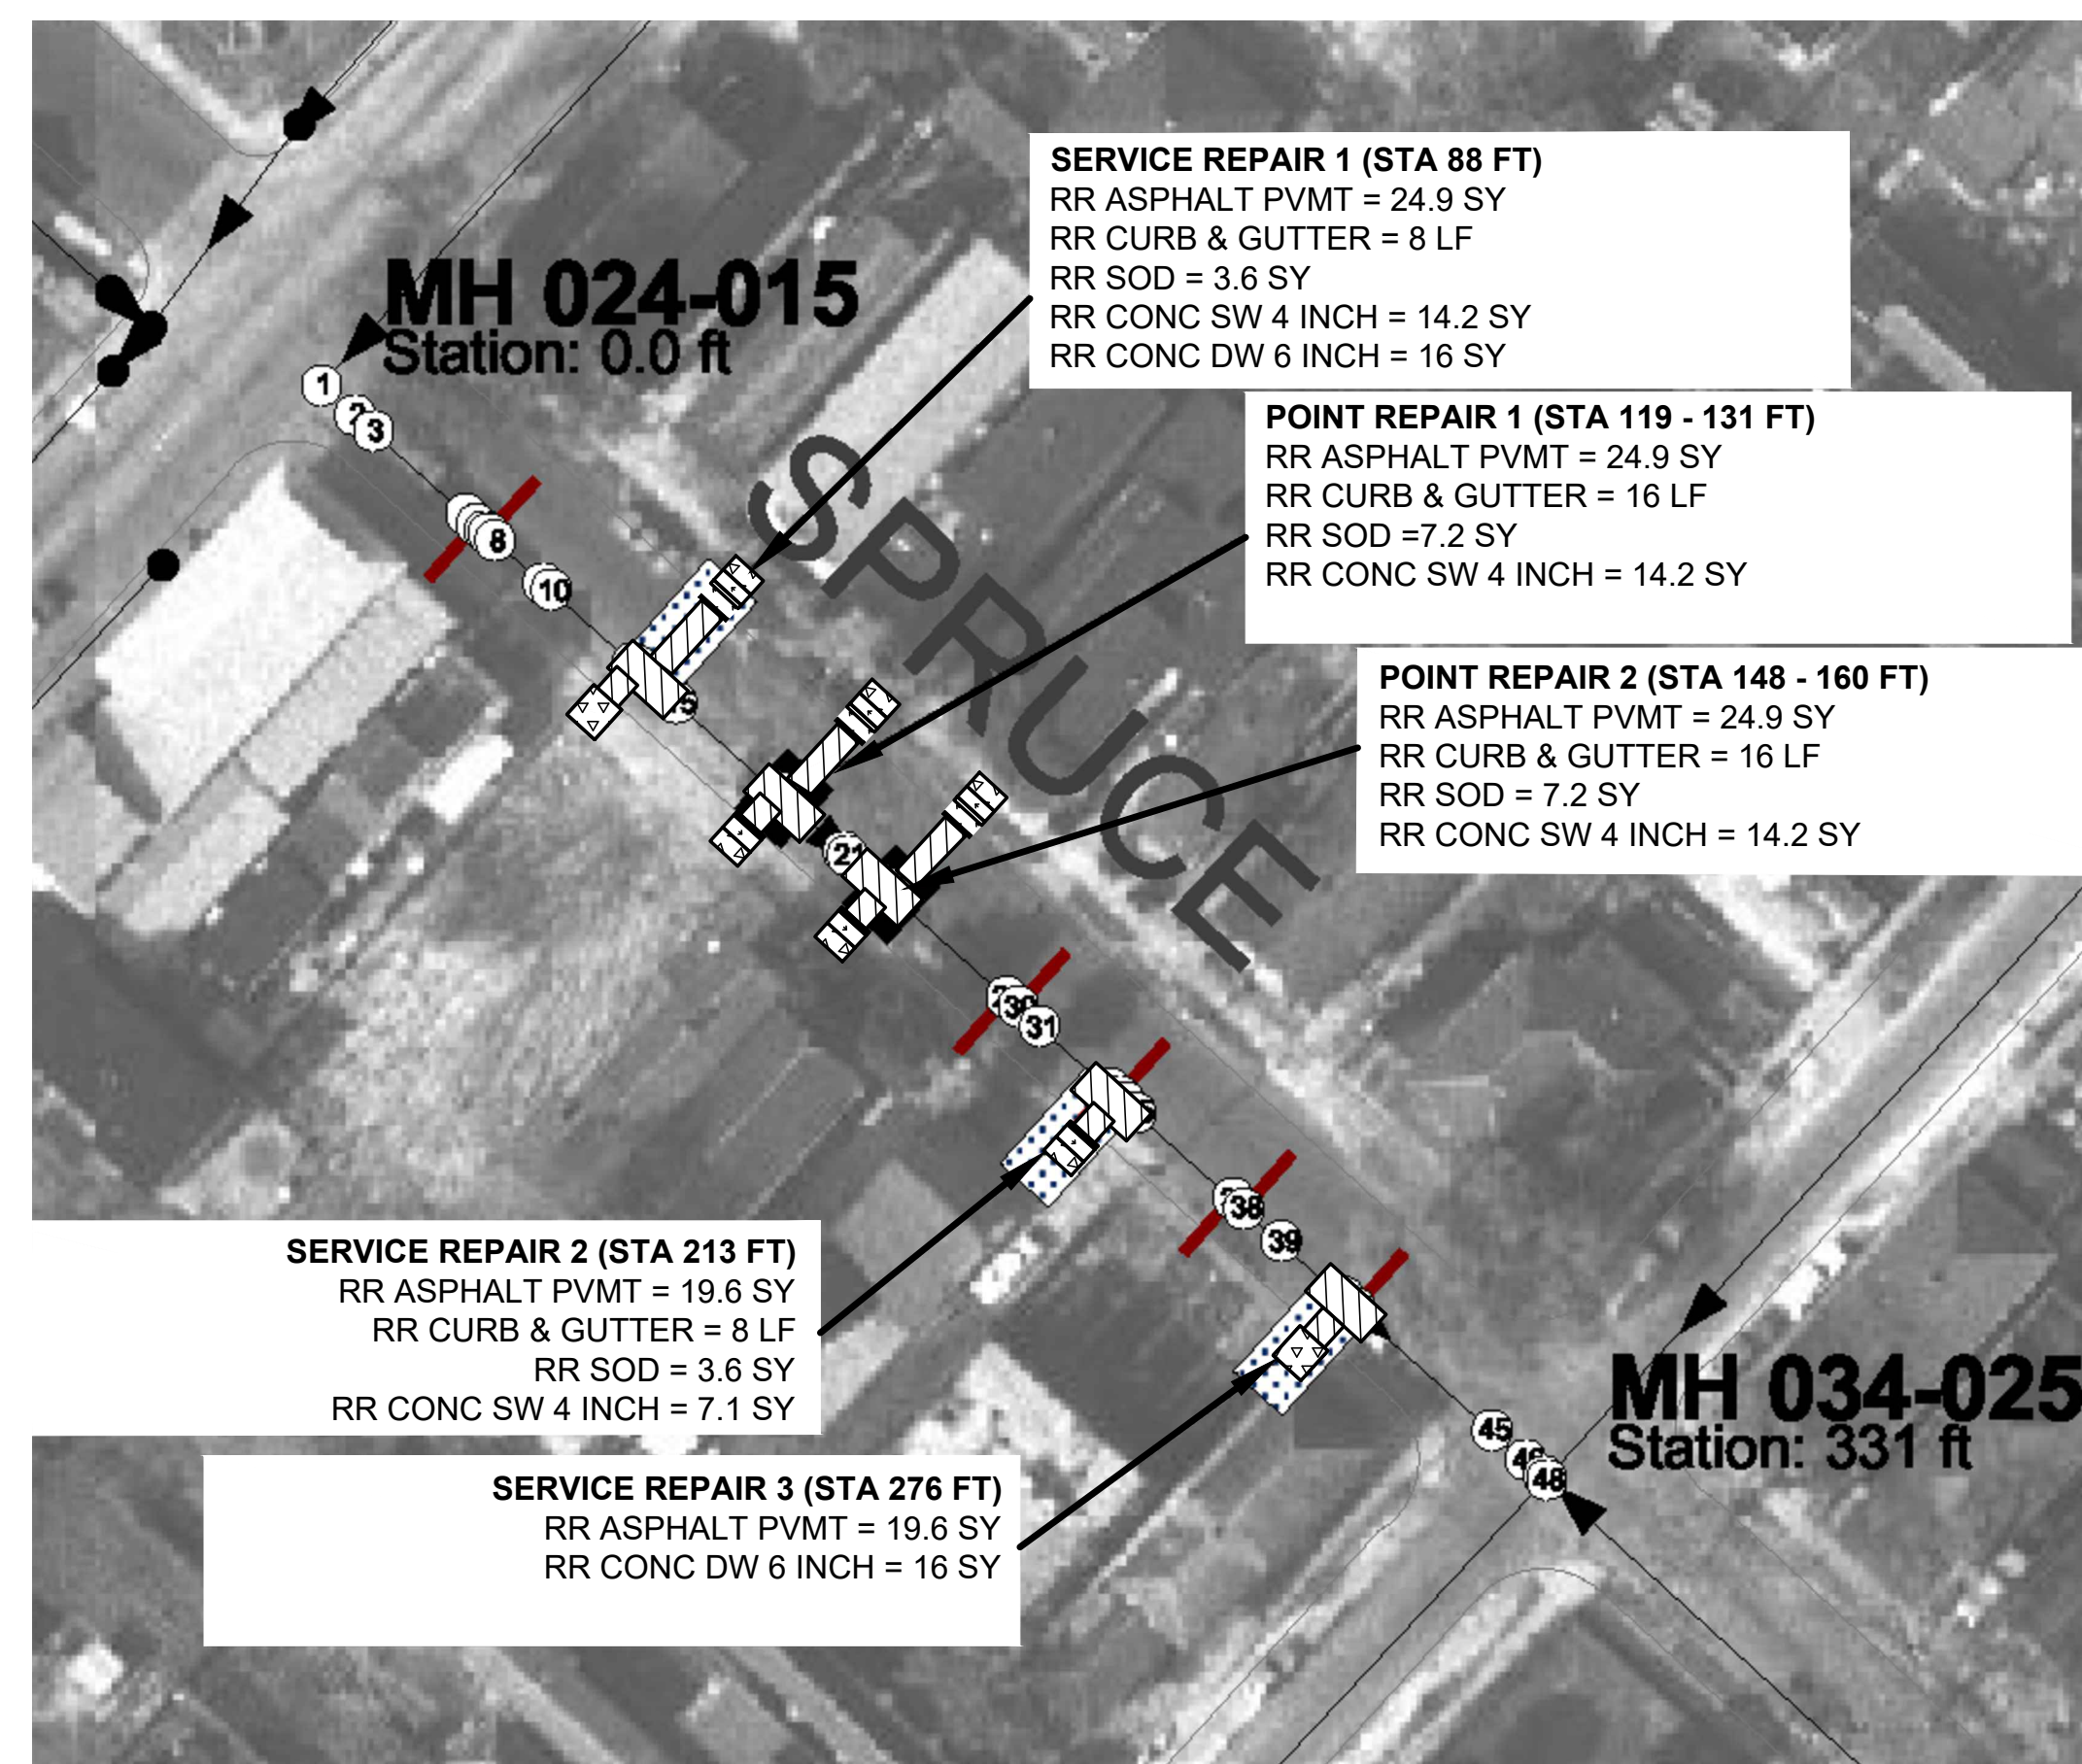 MH 024-015
Station: 0.0 ft
SERVICE REPAIR 1 (STA 88 FT)
RR ASPHALT PVMT = 24.9 SY
RR CURB & GUTTER = 8 LF
RR SOD = 3.6 SY
RR CONC SW 4 INCH = 14.2 SY
RR CONC DW 6 INCH = 16 SY
POINT REPAIR 1 (STA 119 - 131 FT)
RR ASPHALT PVMT = 24.9 SY
RR CURB & GUTTER = 16 LF
RR SOD =7.2 SY
RR CONC SW 4 INCH = 14.2 SY
POINT REPAIR 2 (STA 148 - 160 FT)
RR ASPHALT PVMT = 24.9 SY
RR CURB & GUTTER = 16 LF
RR SOD = 7.2 SY
RR CONC SW 4 INCH = 14.2 SY
SPRUCE
1
2
3
8
10
21
30
31
38
39
45
48
SERVICE REPAIR 2 (STA 213 FT)
RR ASPHALT PVMT = 19.6 SY
RR CURB & GUTTER = 8 LF
RR SOD = 3.6 SY
RR CONC SW 4 INCH = 7.1 SY
SERVICE REPAIR 3 (STA 276 FT)
RR ASPHALT PVMT = 19.6 SY
RR CONC DW 6 INCH = 16 SY
MH 034-025
Station: 331 ft